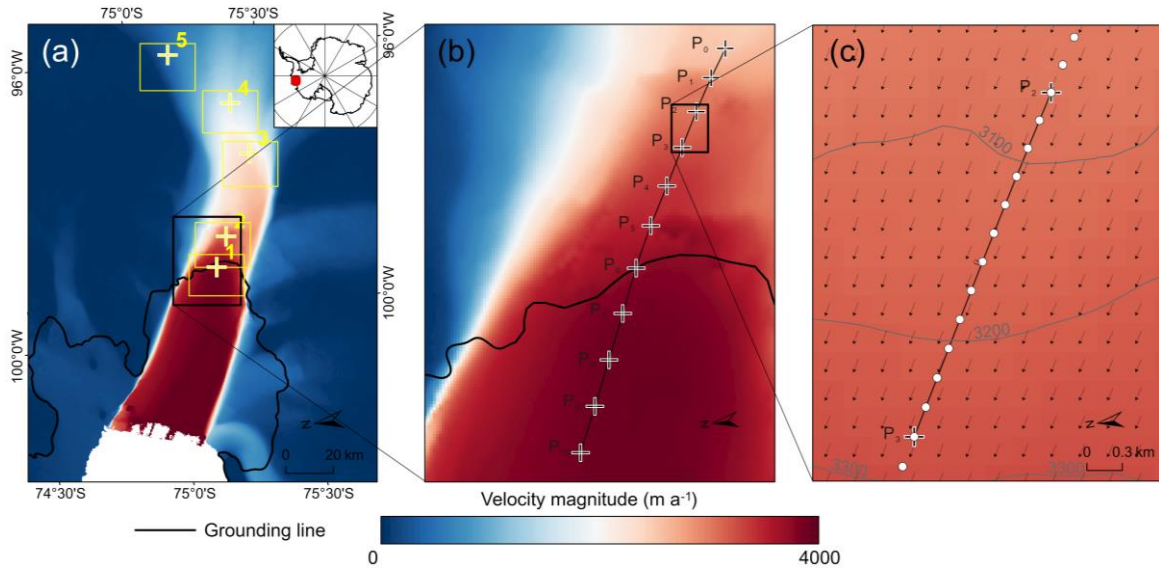 75°0'S 75°30'S
(a)
5
4
3
2
1
96°0'W
100°0'W
100°0'W
N
0 20 km
74°30'S 75°0'S 75°30'S
96°0'W
(b)
P₀
P₁
P₂
P₃
P₄
P₅
P
P
N
(c)
P₂
3100
3200
P₃
3300
3300
N
0 0.3 km
Grounding line
Velocity magnitude (m a⁻¹)
0 4000